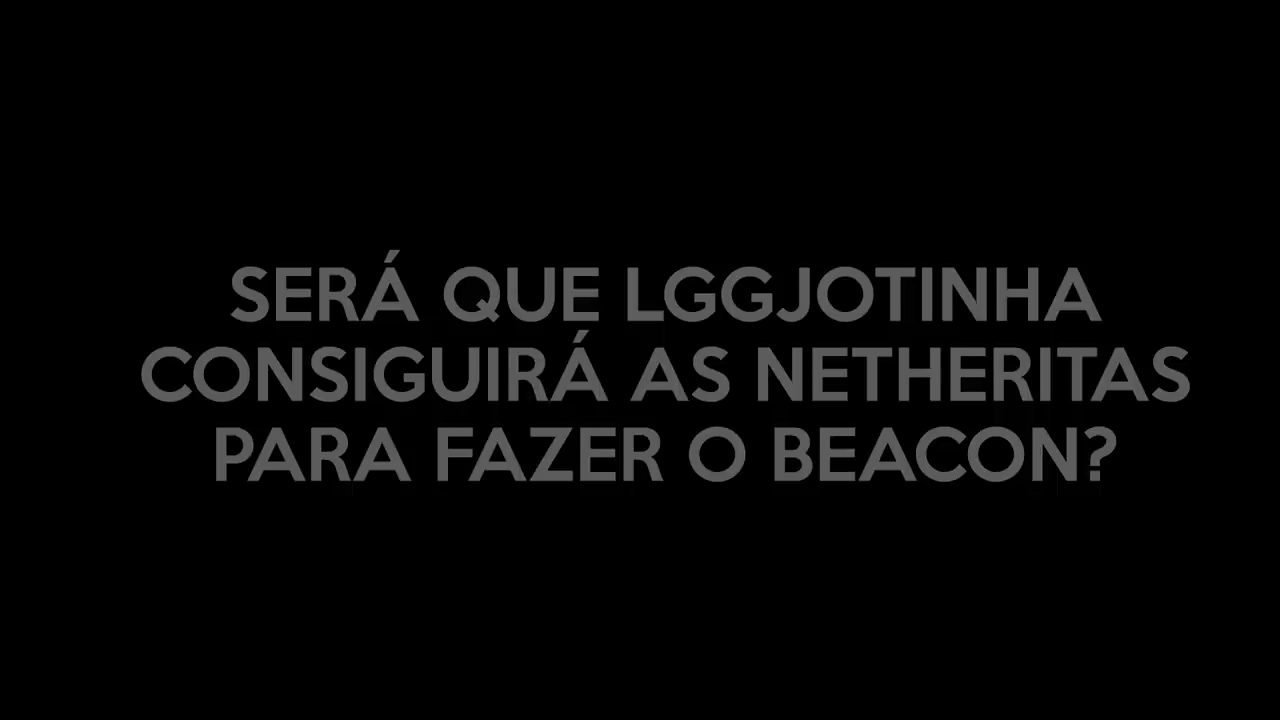 SERÁ QUE LGGJOTINHA
CONSIGUIRÁ AS NETHERITAS
PARA FAZER O BEACON?